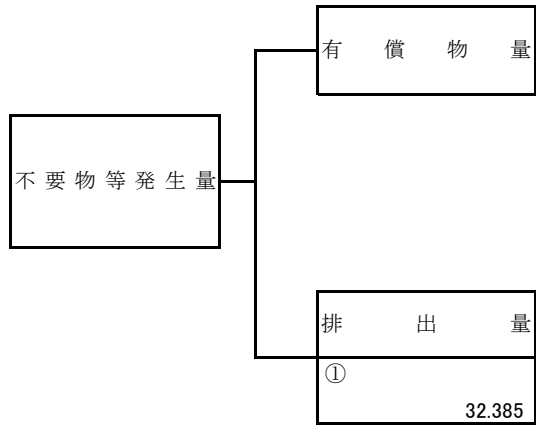 有償物量
不要物等発生量
排出量
①
32.385